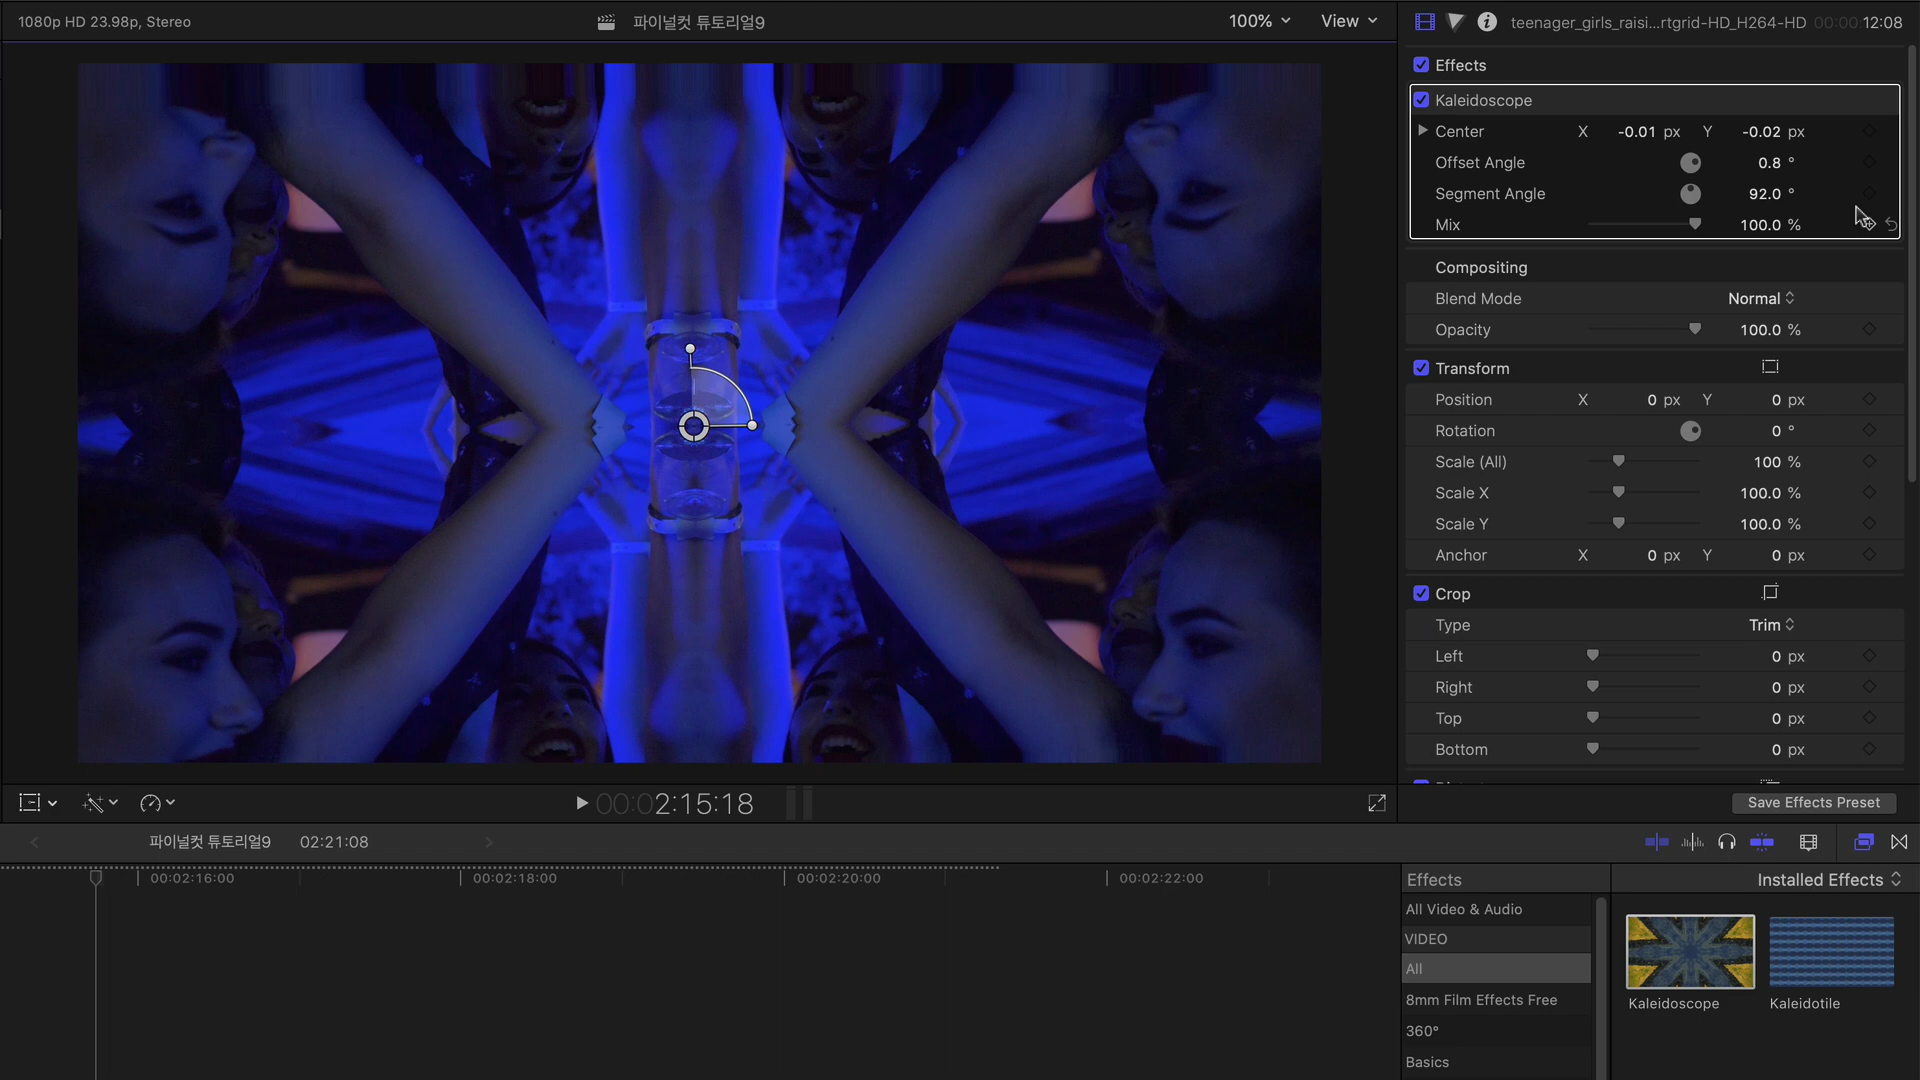 1080p HD 23.98p, Stereo
파이널컷 튜토리얼9
100%
View
teenager_girls_raisi...rtgrid-HD_H264-HD
00:00:12:08
Effects
Kaleidoscope
Center X -0.01 px Y -0.02 px
Offset Angle 0.8 °
Segment Angle 92.0 °
Mix 100.0 %
Compositing
Blend Mode Normal
Opacity 100.0 %
Transform
Position X 0 px Y 0 px
Rotation 0 °
Scale (All) 100 %
Scale X 100.0 %
Scale Y 100.0 %
Anchor X 0 px Y 0 px
Crop
Type Trim
Left 0 px
Right 0 px
Top 0 px
Bottom 0 px
00:02:15:18
Save Effects Preset
파이널컷 튜토리얼9 02:21:08
00:02:16:00 00:02:18:00 00:02:20:00 00:02:22:00
Effects
Installed Effects
All Video & Audio
VIDEO
All
8mm Film Effects Free
360°
Basics
Kaleidoscope
Kaleidotile